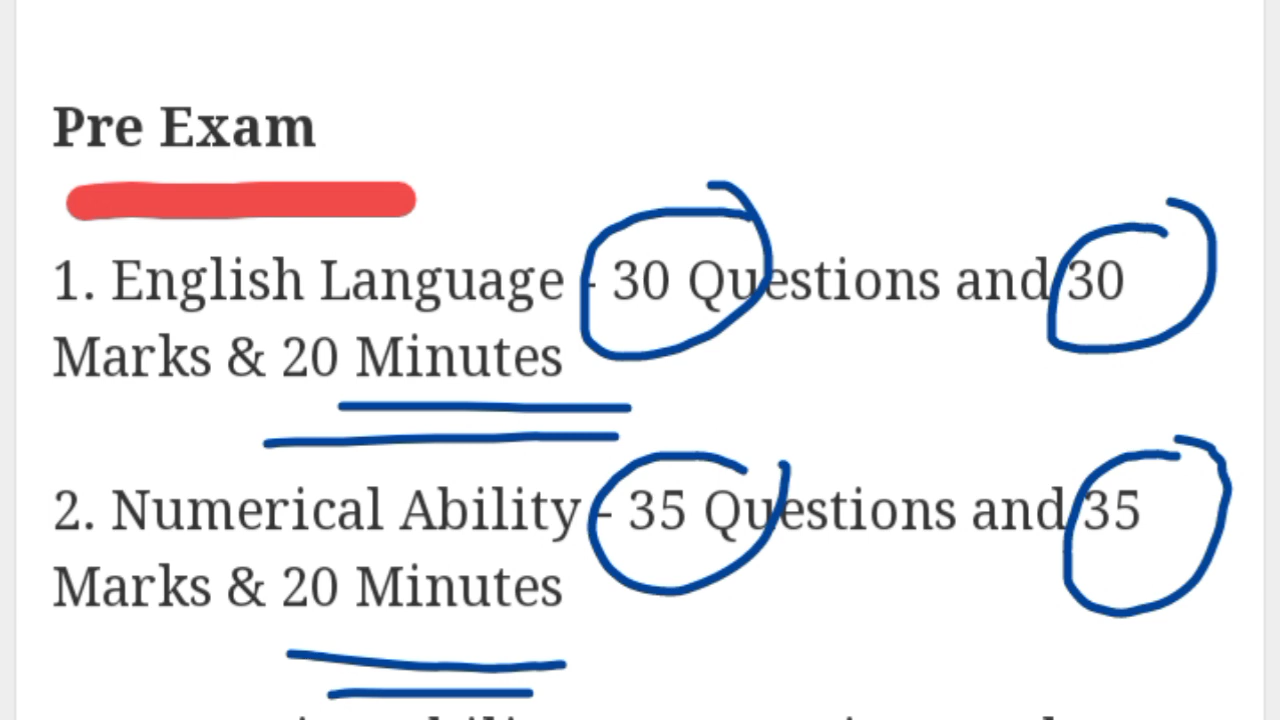 Pre Exam
1. English Language - 30 Questions and 30
Marks & 20 Minutes
2. Numerical Ability - 35 Questions and 35
Marks & 20 Minutes